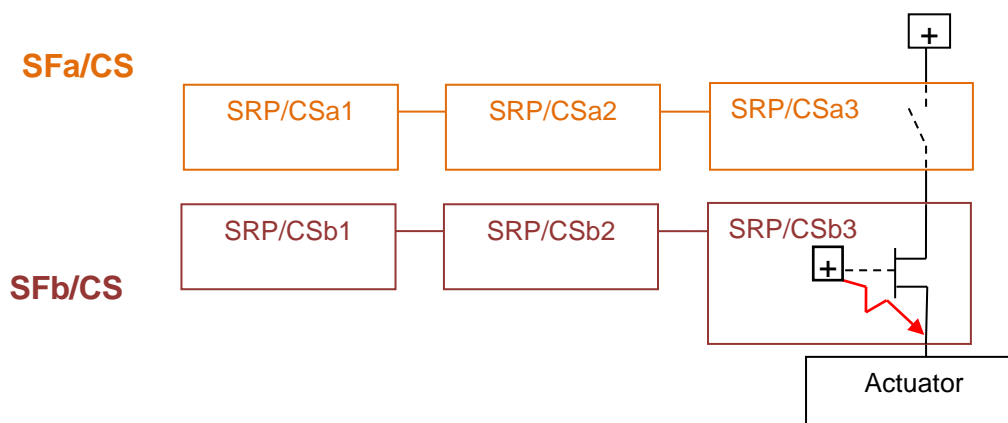 +
SFa/CS
SRP/CSa1
SRP/CSa2
SRP/CSa3
SRP/CSb1
SRP/CSb2
SRP/CSb3
+
SFb/CS
Actuator